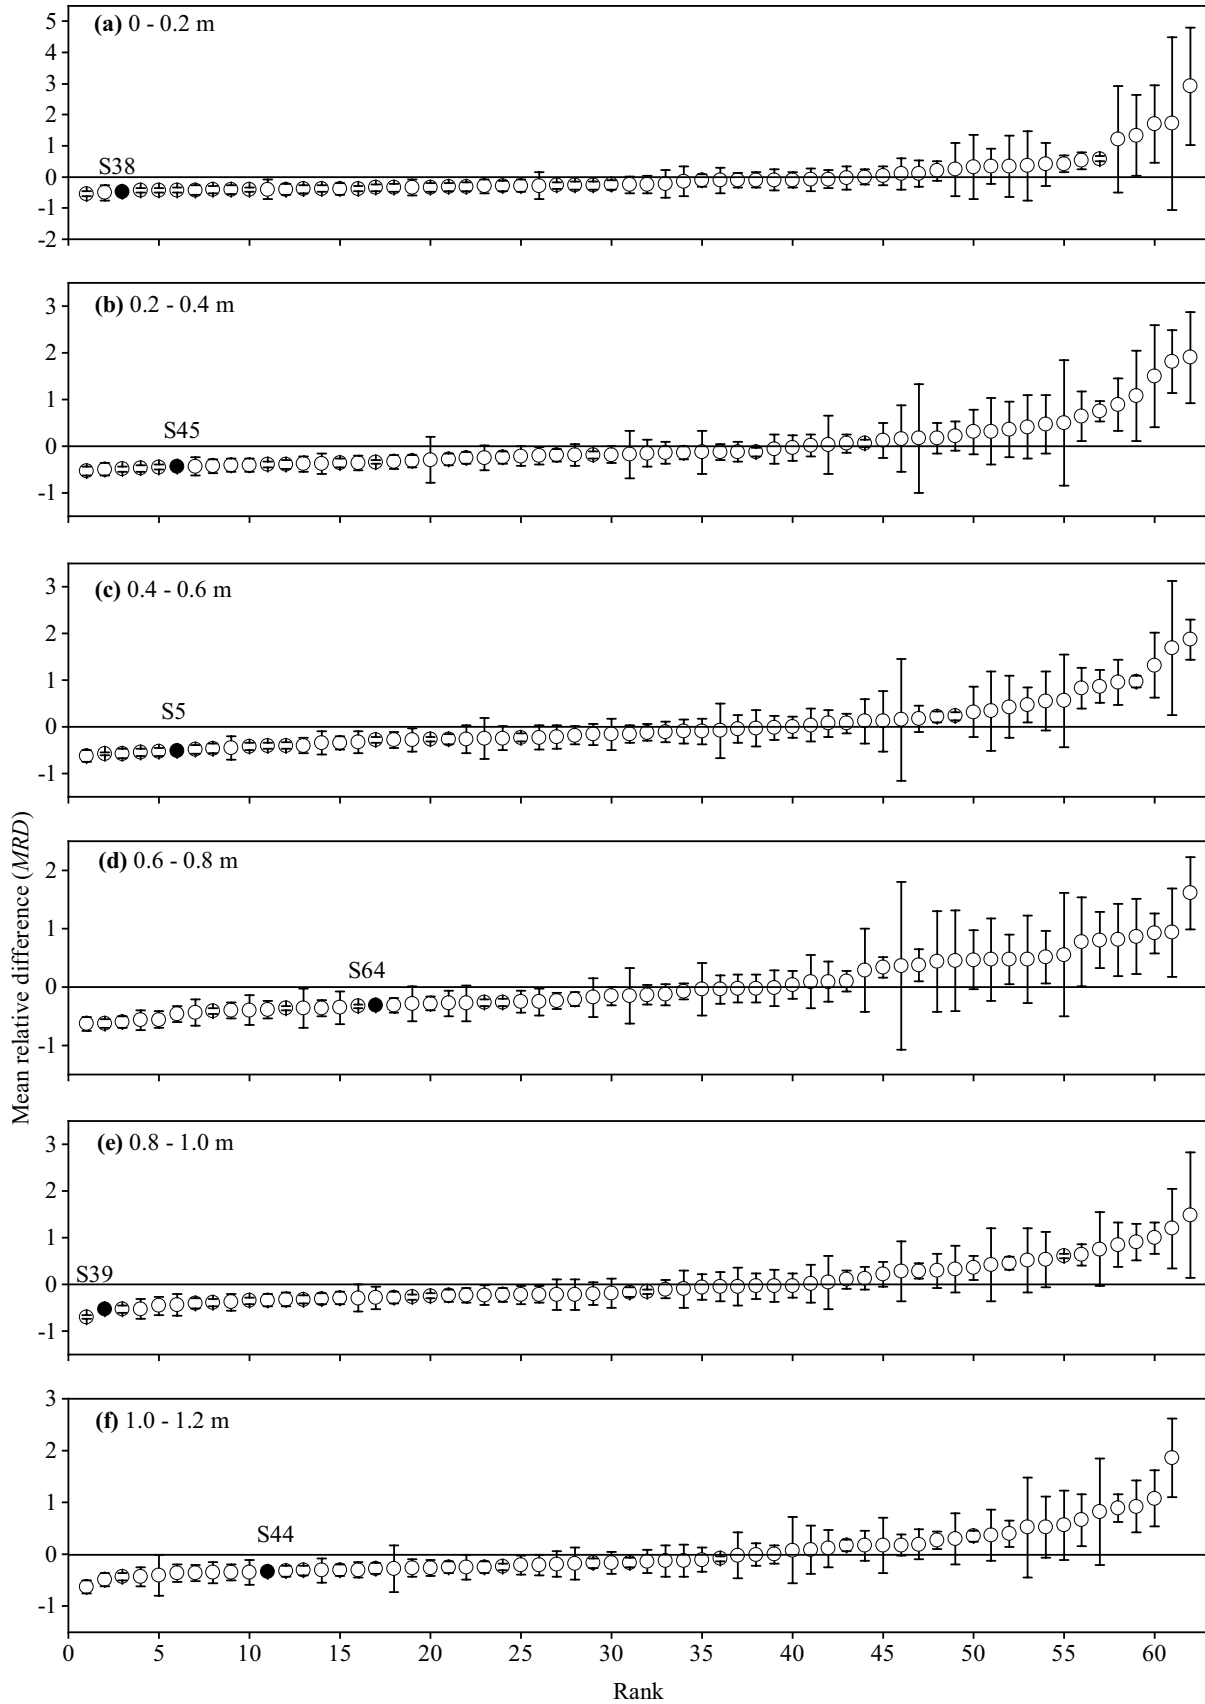 (a) 0 - 0.2 m
5
4
3
2
1
0
-1
-2
S38
(b) 0.2 - 0.4 m
3
2
1
0
-1
S45
(c) 0.4 - 0.6 m
3
2
1
0
-1
S5
Mean relative difference (MRD)
(d) 0.6 - 0.8 m
2
1
0
-1
S64
(e) 0.8 - 1.0 m
3
2
1
0
-1
S39
(f) 1.0 - 1.2 m
3
2
1
0
-1
S44
0 5 10 15 20 25 30 35 40 45 50 55 60
Rank